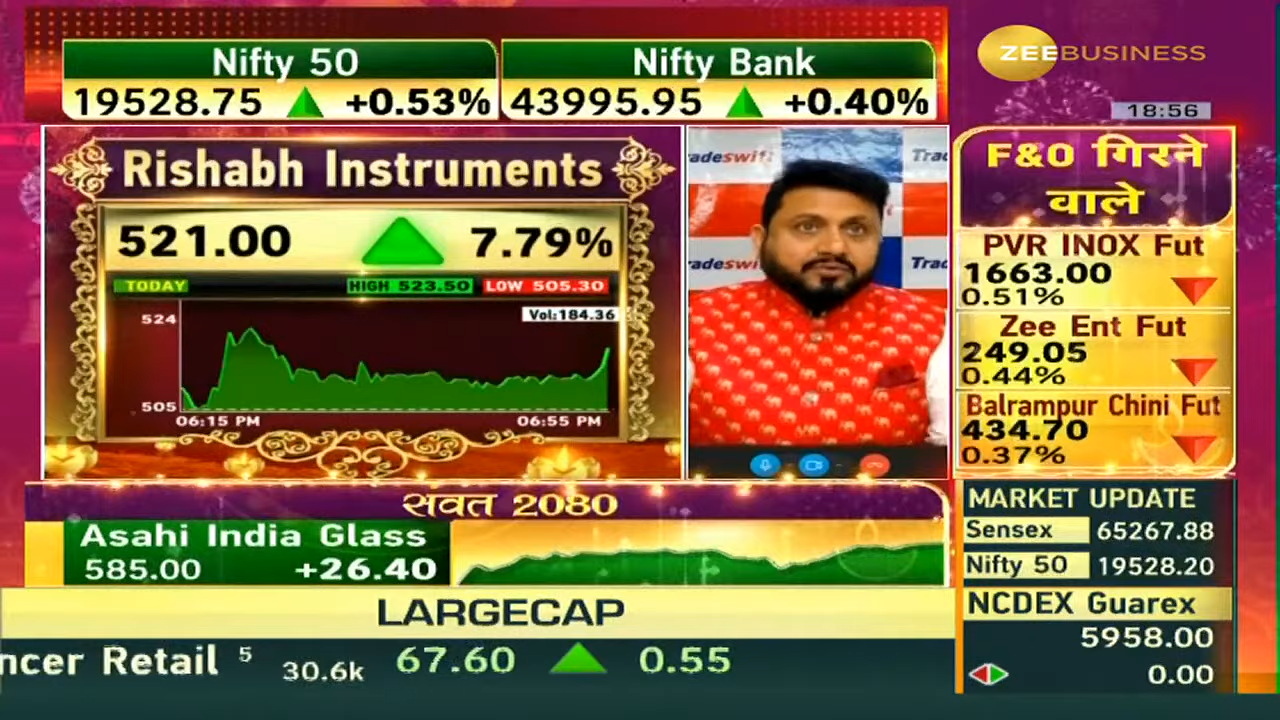 Nifty 50
19528.75 +0.53%
Nifty Bank
43995.95 +0.40%
ZEEBUSINESS
18:56
Rishabh Instruments
521.00 7.79%
TODAY HIGH 523.50 LOW 505.30
Vol:184.36
524
505
06:15 PM 06:55 PM
Tradeswift
F&O गिरने
वाले
PVR INOX Fut
1663.00
0.51%
Zee Ent Fut
249.05
0.44%
Balrampur Chini Fut
434.70
0.37%
संवत 2080
Asahi India Glass
585.00 +26.40
MARKET UPDATE
Sensex 65267.88
Nifty 50 19528.20
NCDEX Guarex
5958.00
0.00
LARGECAP
ncer Retail 5 30.6k 67.60 0.55